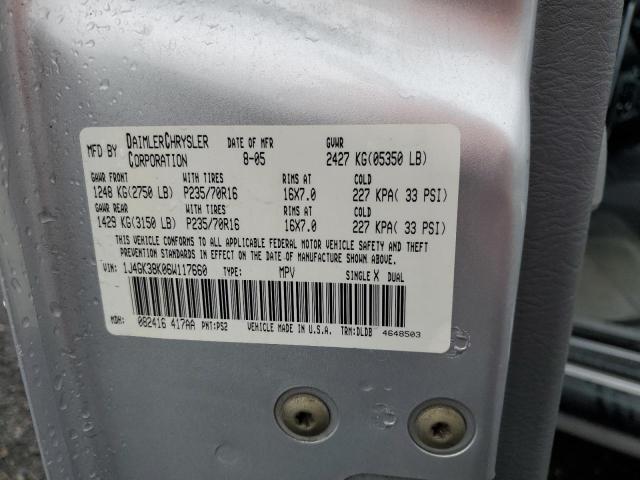 MFD BY DAIMLERCHRYSLER CORPORATION DATE OF MFR 8-05 GVWR 2427 KG(05350 LB)
GAWR FRONT WITH TIRES RIMS AT COLD
1248 KG(2750 LB) P235/70R16 16X7.0 227 KPA( 33 PSI)
GAWR REAR WITH TIRES RIMS AT COLD
1429 KG(3150 LB) P235/70R16 16X7.0 227 KPA( 33 PSI)
THIS VEHICLE CONFORMS TO ALL APPLICABLE FEDERAL MOTOR VEHICLE SAFETY AND THEFT
PREVENTION STANDARDS IN EFFECT ON THE DATE OF MANUFACTURE SHOWN ABOVE.
VIN: 1J4GK38K06W117660 TYPE: MPV SINGLE X DUAL
MDH: 082416 417AA PNT:PS2 VEHICLE MADE IN U.S.A. TRM:DLDB 4648503